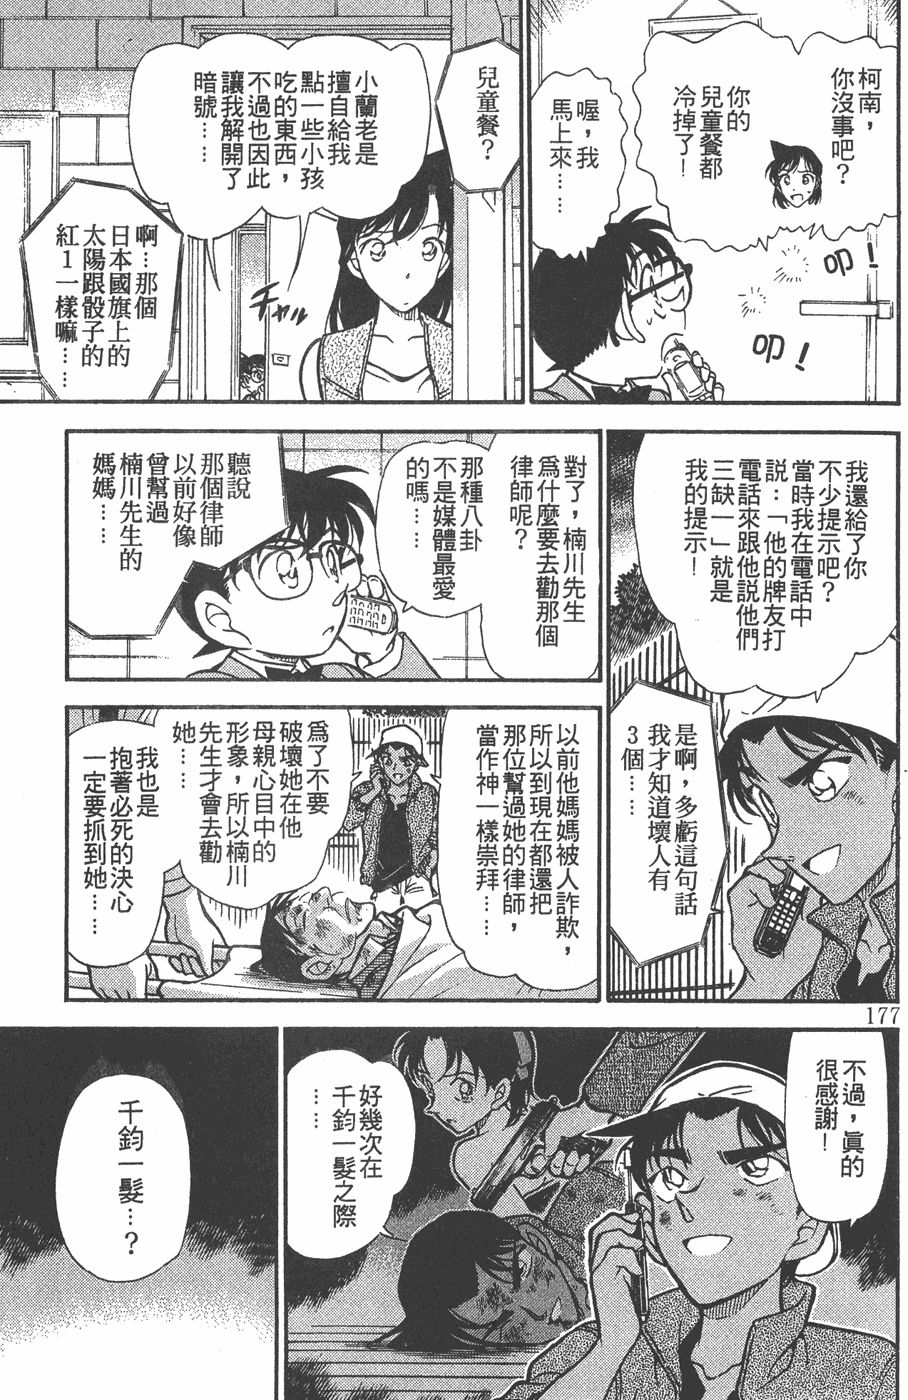 柯南，
你沒事吧？
你的
兒童餐都
冷掉了！
喔，我
馬上來……
叩！
叩！
兒童餐？
小蘭老是
擅自給我
點一些小孩
吃的東西，
不過也因此
讓我解開了
暗號…
チャル
啊…那個
日本國旗上的
太陽跟骰子的
紅１一樣嘛……
我還給了你
不少提示吧？
當時我在電話中
說：「他的牌友打
電話來跟他說他們
三缺一」就是
我的提示！
是啊，多虧這句話
我才知道壞人有
3個……
對了，楠川先生
為什麼要去勸那個
律師呢？
那種八卦
不是媒體最愛
的嗎……
聽說
那個律師
以前好像
曾幫過
楠川先生的
媽媽…
以前他媽媽被人詐欺，
所以到現在都還把
那位幫過她的律師，
當作神一樣崇拜…
為了不要
破壞她在他
母親心目中的
形象，所以楠川
先生才會去勸
她……
我也是
抱著必死的決心
一定要抓到她……
177
不過，真的
很感謝！
好幾次在
千鈞一髮之際
……
千鈞一髮…？